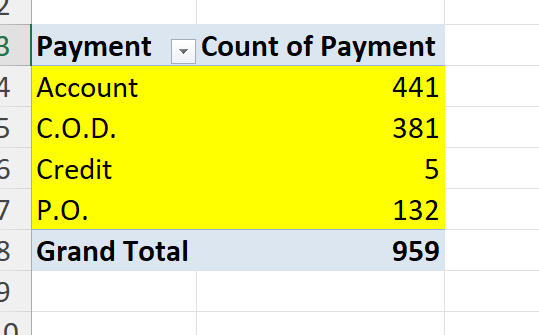 2
3 Payment Count of Payment
4 Account 441
5 C.O.D. 381
6 Credit 5
7 P.O. 132
8 Grand Total 959
9